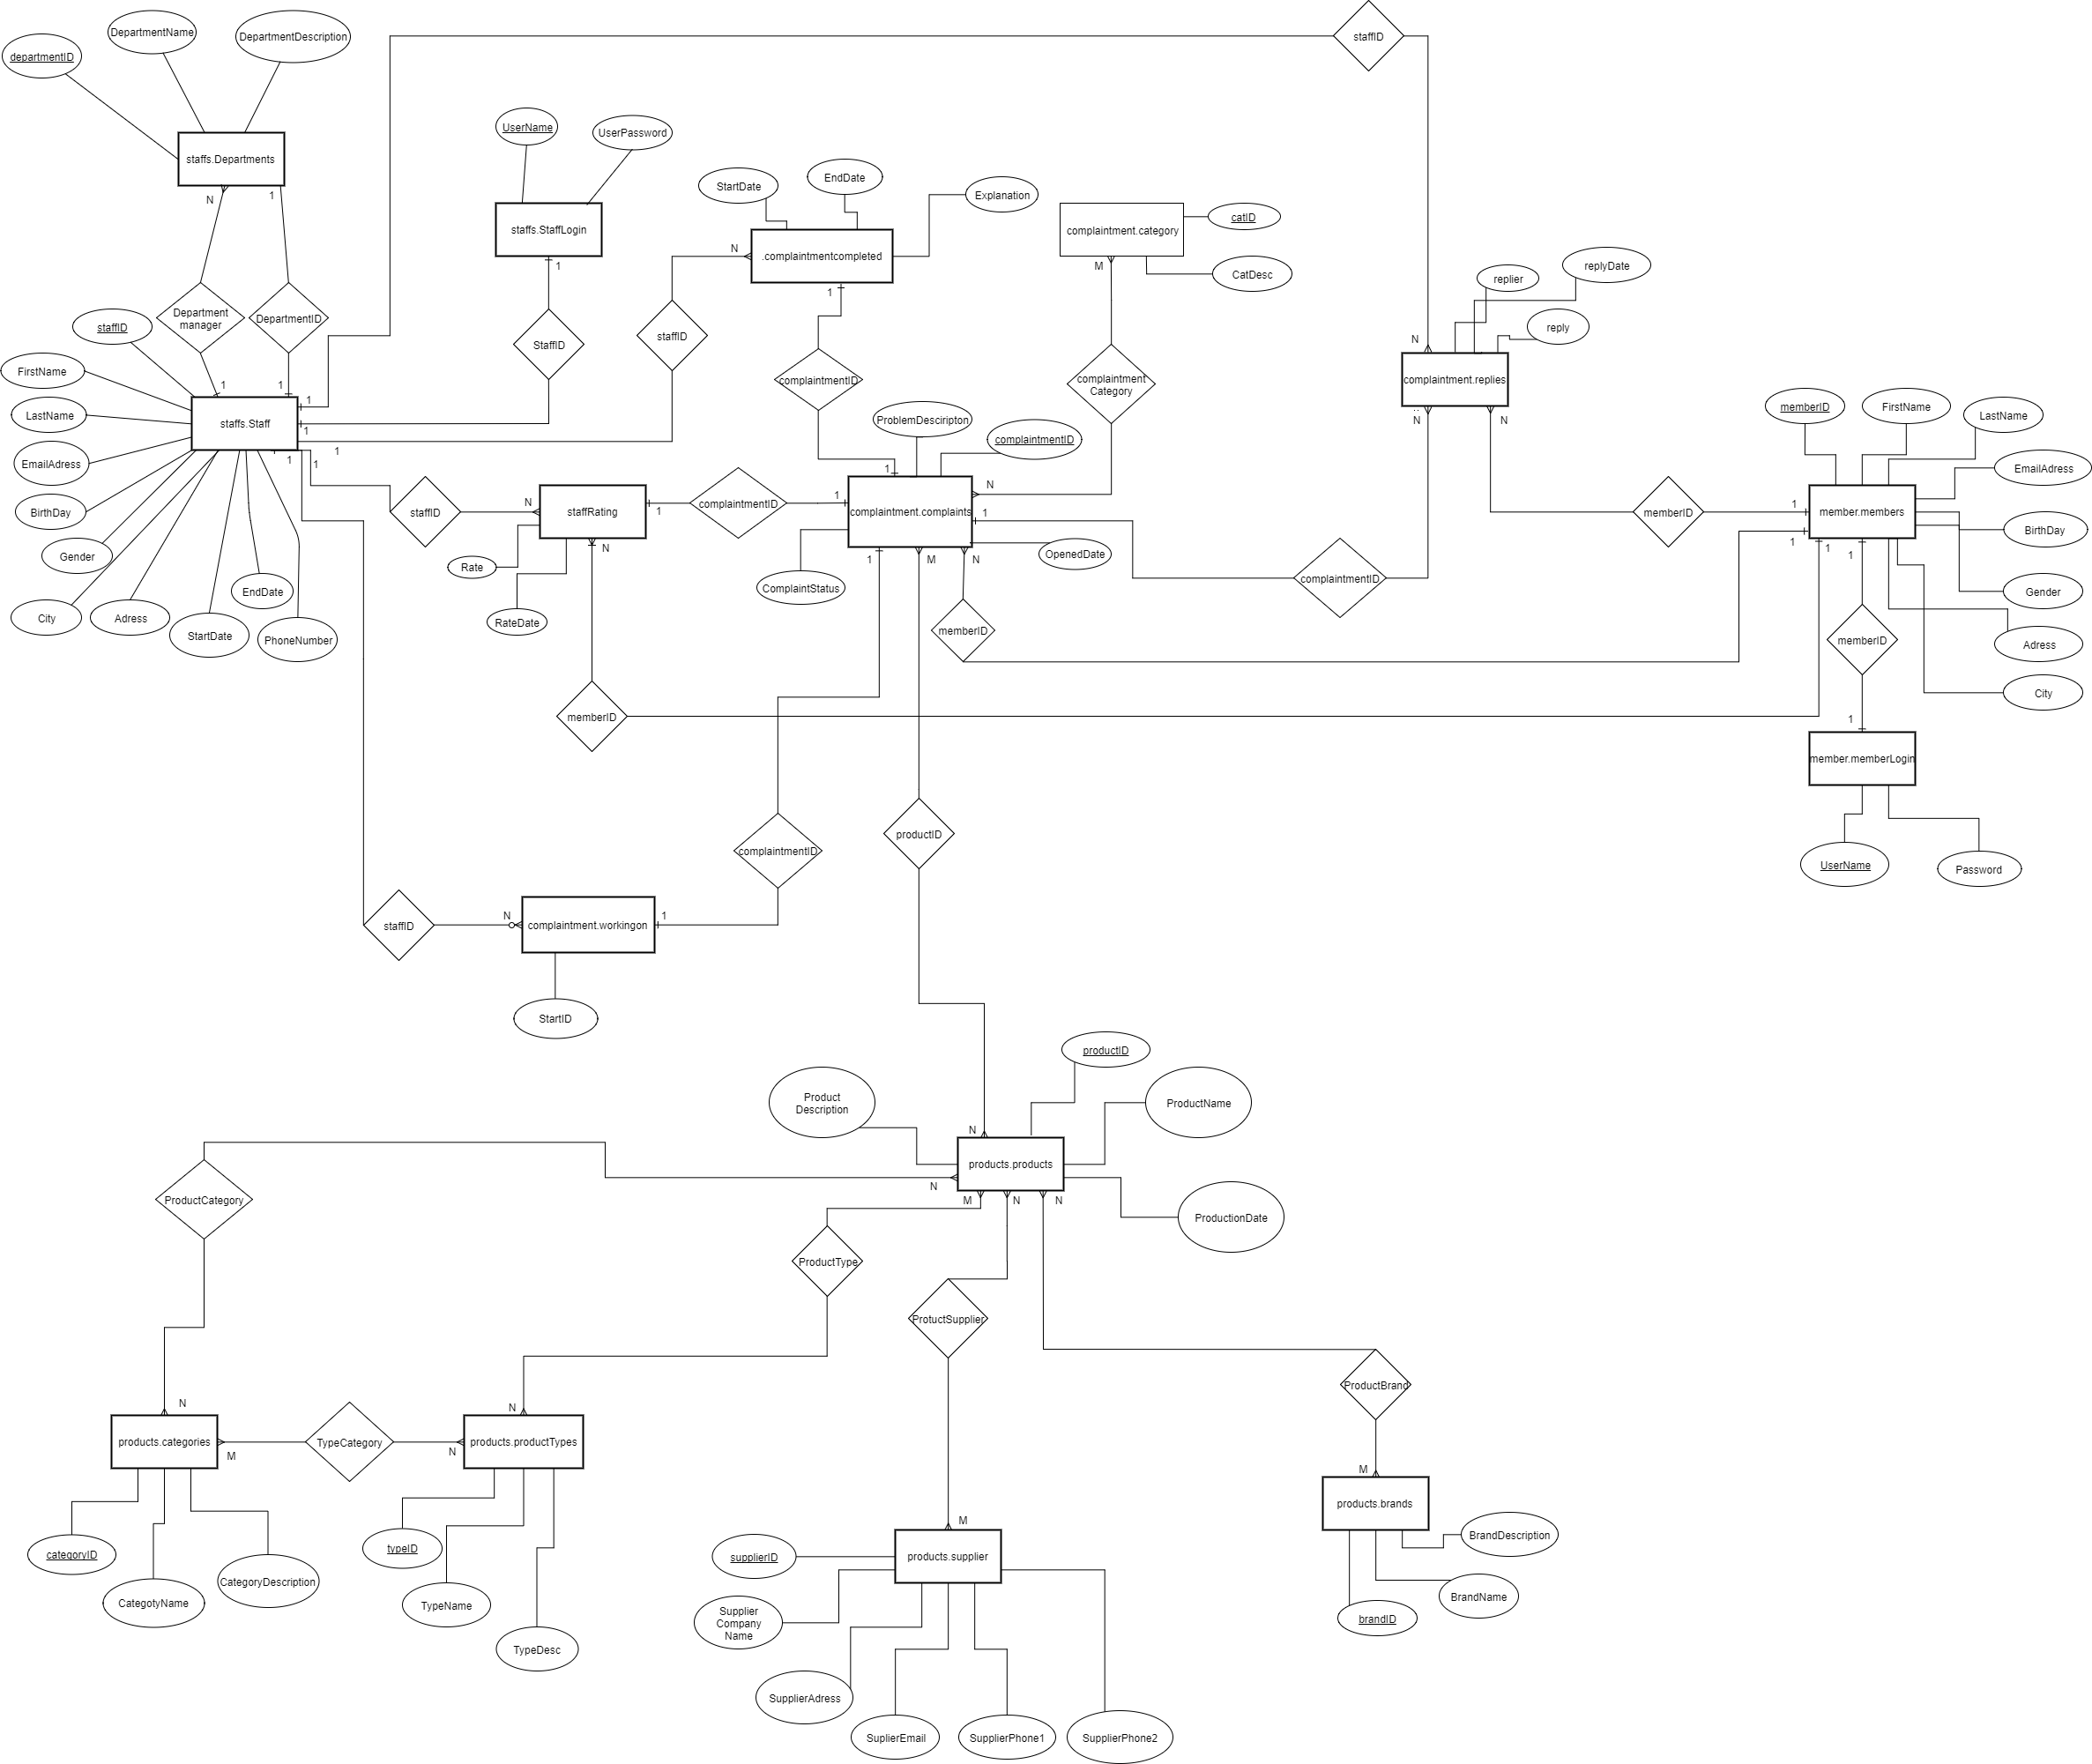 departmentID
DepartmentName
DepartmentDescription
staffs.Departments
N
1
Department
manager
DepartmentID
1
1
staffID
FirstName
LastName
EmailAdress
BirthDay
Gender
City
Adress
StartDate
EndDate
PhoneNumber
staffs.Staff
1
1
1
1
1
staffID
UserName
UserPassword
staffs.StaffLogin
1
StaffID
StartDate
EndDate
Explanation
.complaintmentcompleted
N
1
staffID
complaintmentID
1
complaintment.category
catID
CatDesc
M
complaintment
Category
N
replier
replyDate
reply
N
complaintment.replies
N
N
memberID
memberID
FirstName
LastName
EmailAdress
BirthDay
Gender
Adress
City
member.members
1
1
1
1
memberID
1
member.memberLogin
UserName
Password
ProblemDesciripton
complaintmentID
complaintment.complaints
1
1
1
M
N
ComplaintStatus
OpenedDate
complaintmentID
memberID
staffID
N
staffRating
1
N
complaintmentID
Rate
RateDate
memberID
complaintmentID
productID
staffID
N
complaintment.workingon
1
StartID
productID
Product
Description
ProductName
ProductionDate
N
products.products
N
M
N
N
ProductCategory
ProductType
ProtuctSupplier
ProductBrand
N
products.categories
M
TypeCategory
N
N
products.productTypes
categoryID
CategotyName
CategoryDescription
typeID
TypeName
TypeDesc
M
products.supplier
supplierID
Supplier
Company
Name
SupplierAdress
SuplierEmail
SupplierPhone1
SupplierPhone2
M
products.brands
BrandDescription
BrandName
brandID